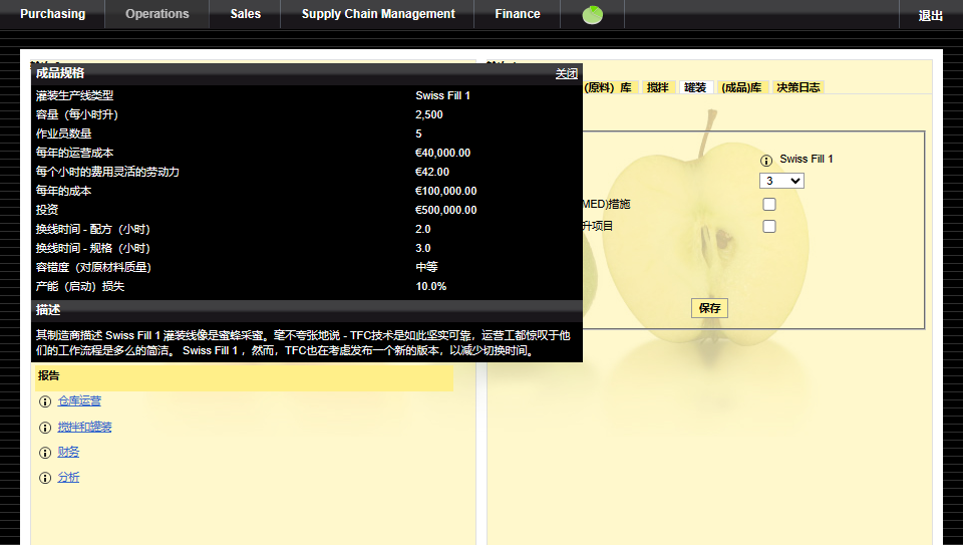 Purchasing Operations Sales Supply Chain Management Finance 退出
成品规格 关闭
灌装生产线类型 Swiss Fill 1
容量（每小时升） 2,500
作业员数量 5
每年的运营成本 €40,000.00
每个小时的费用灵活的劳动力 €42.00
每年的成本 €100,000.00
投资 €500,000.00
换线时间 - 配方（小时） 2.0
换线时间 - 规格（小时） 3.0
容错度（对原材料质量） 中等
产能（启动）损失 10.0%
描述
其制造商描述 Swiss Fill 1 灌装线像是蜜蜂采蜜。毫不夸张地说 - TFC技术是如此坚实可靠，运营工都惊叹于他
们的工作流程是多么的简洁。 Swiss Fill 1 ，然而，TFC也在考虑发布一个新的版本，以减少切换时间。
报告
仓库运营
搅拌和罐装
财务
分析
(原料）库 搅拌 罐装 (成品)库 决策日志
Swiss Fill 1
3
MED)措施
升项目
保存